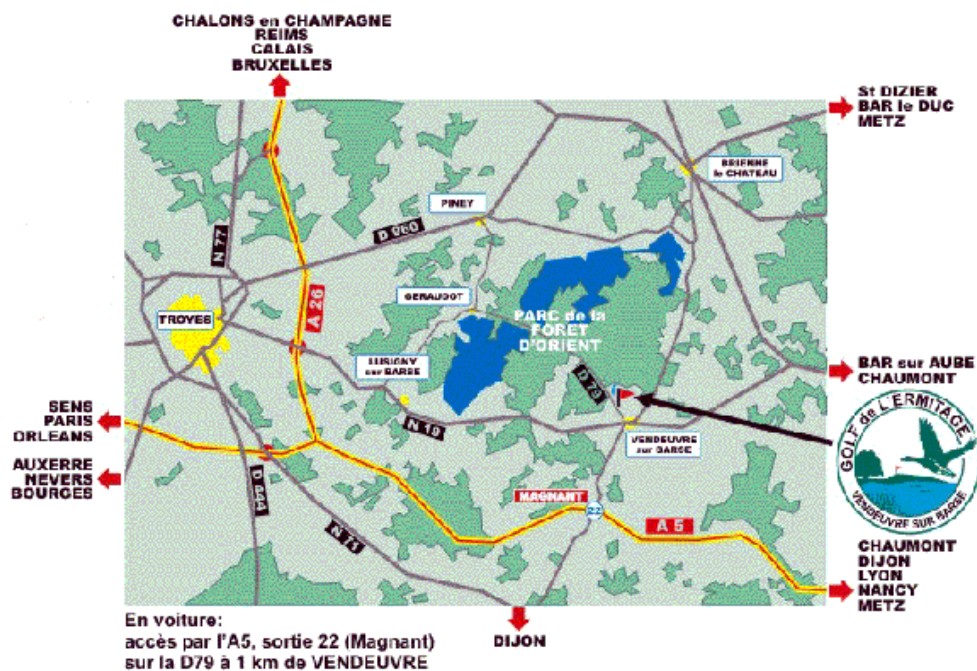 CHALONS en CHAMPAGNE
REIMS
CALAIS
BRUXELLES
St DIZIER
BAR le DUC
METZ
BRIENNE
le CHATEAU
PINEY
D 960
N 77
GERAUDOT
A 26
TROYES
PARC de la
FORET
D'ORIENT
LUSIGNY
sur BARSE
D 79
BAR sur AUBE
CHAUMONT
SENS
PARIS
ORLEANS
N 19
VENDEUVRE
sur BARSE
GOLF de L'ERMITAGE
VENDEUVRE SUR BARSE
AUXERRE
NEVERS
BOURGES
D 444
N 71
MAGNANT
22
A 5
CHAUMONT
DIJON
LYON
NANCY
METZ
DIJON
En voiture:
accès par l'A5, sortie 22 (Magnant)
sur la D79 à 1 km de VENDEUVRE